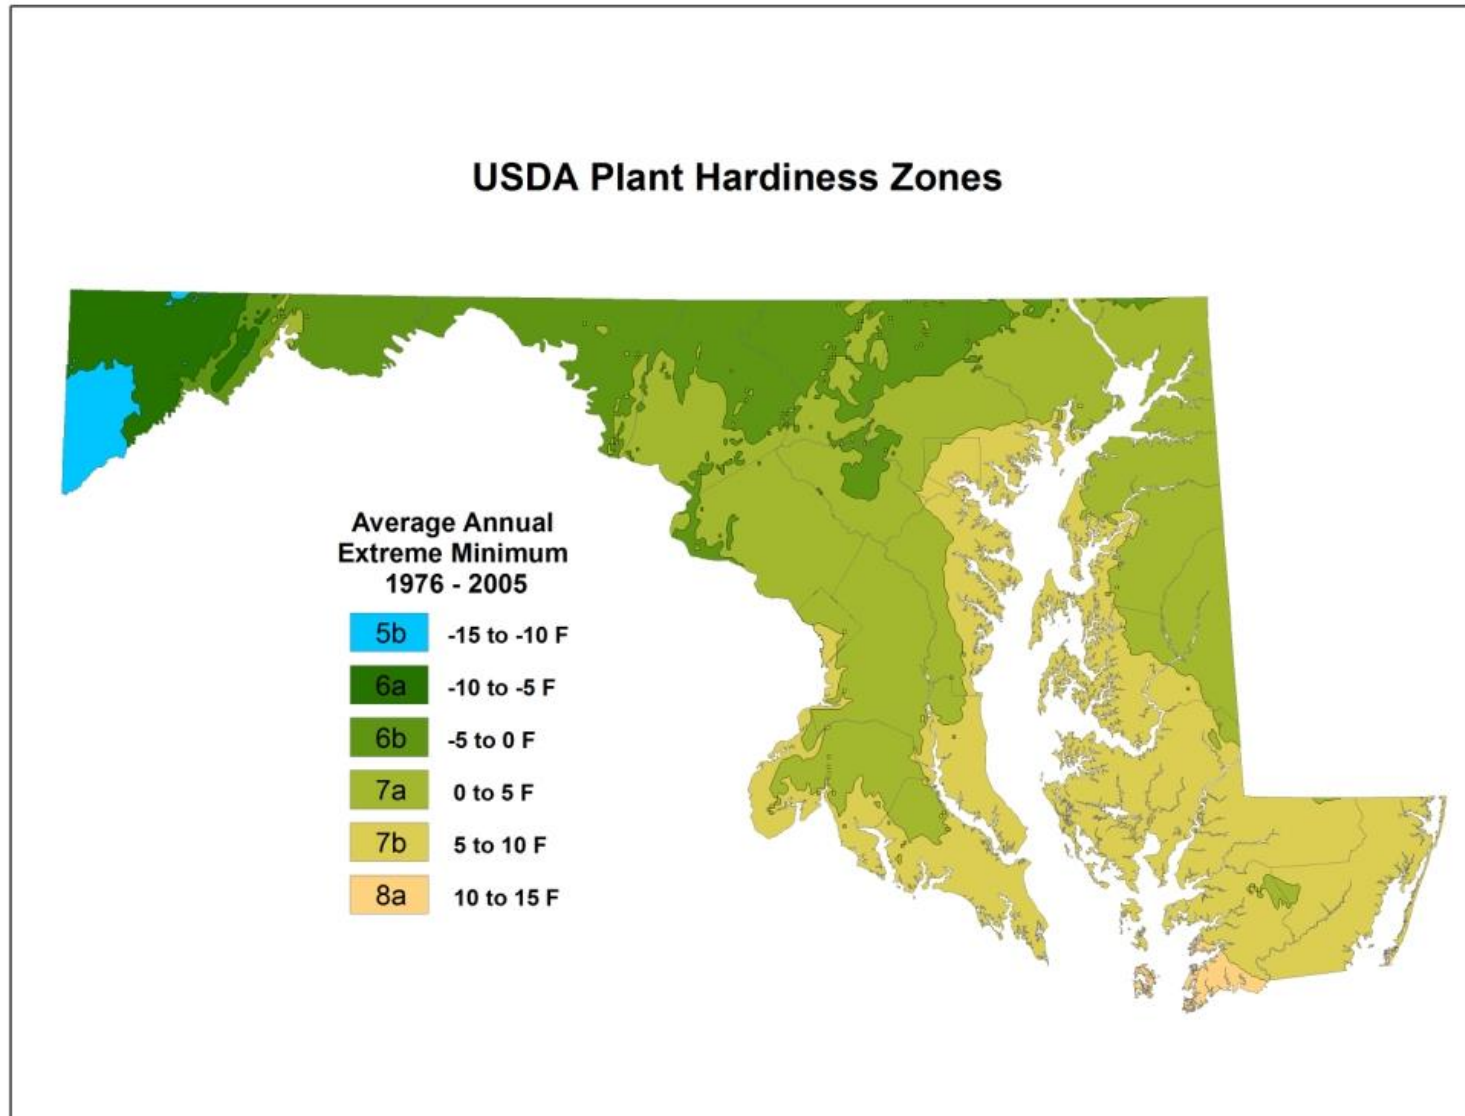 USDA Plant Hardiness Zones
Average Annual
Extreme Minimum
1976 - 2005
5b -15 to -10 F
6a -10 to -5 F
6b -5 to 0 F
7a 0 to 5 F
7b 5 to 10 F
8a 10 to 15 F